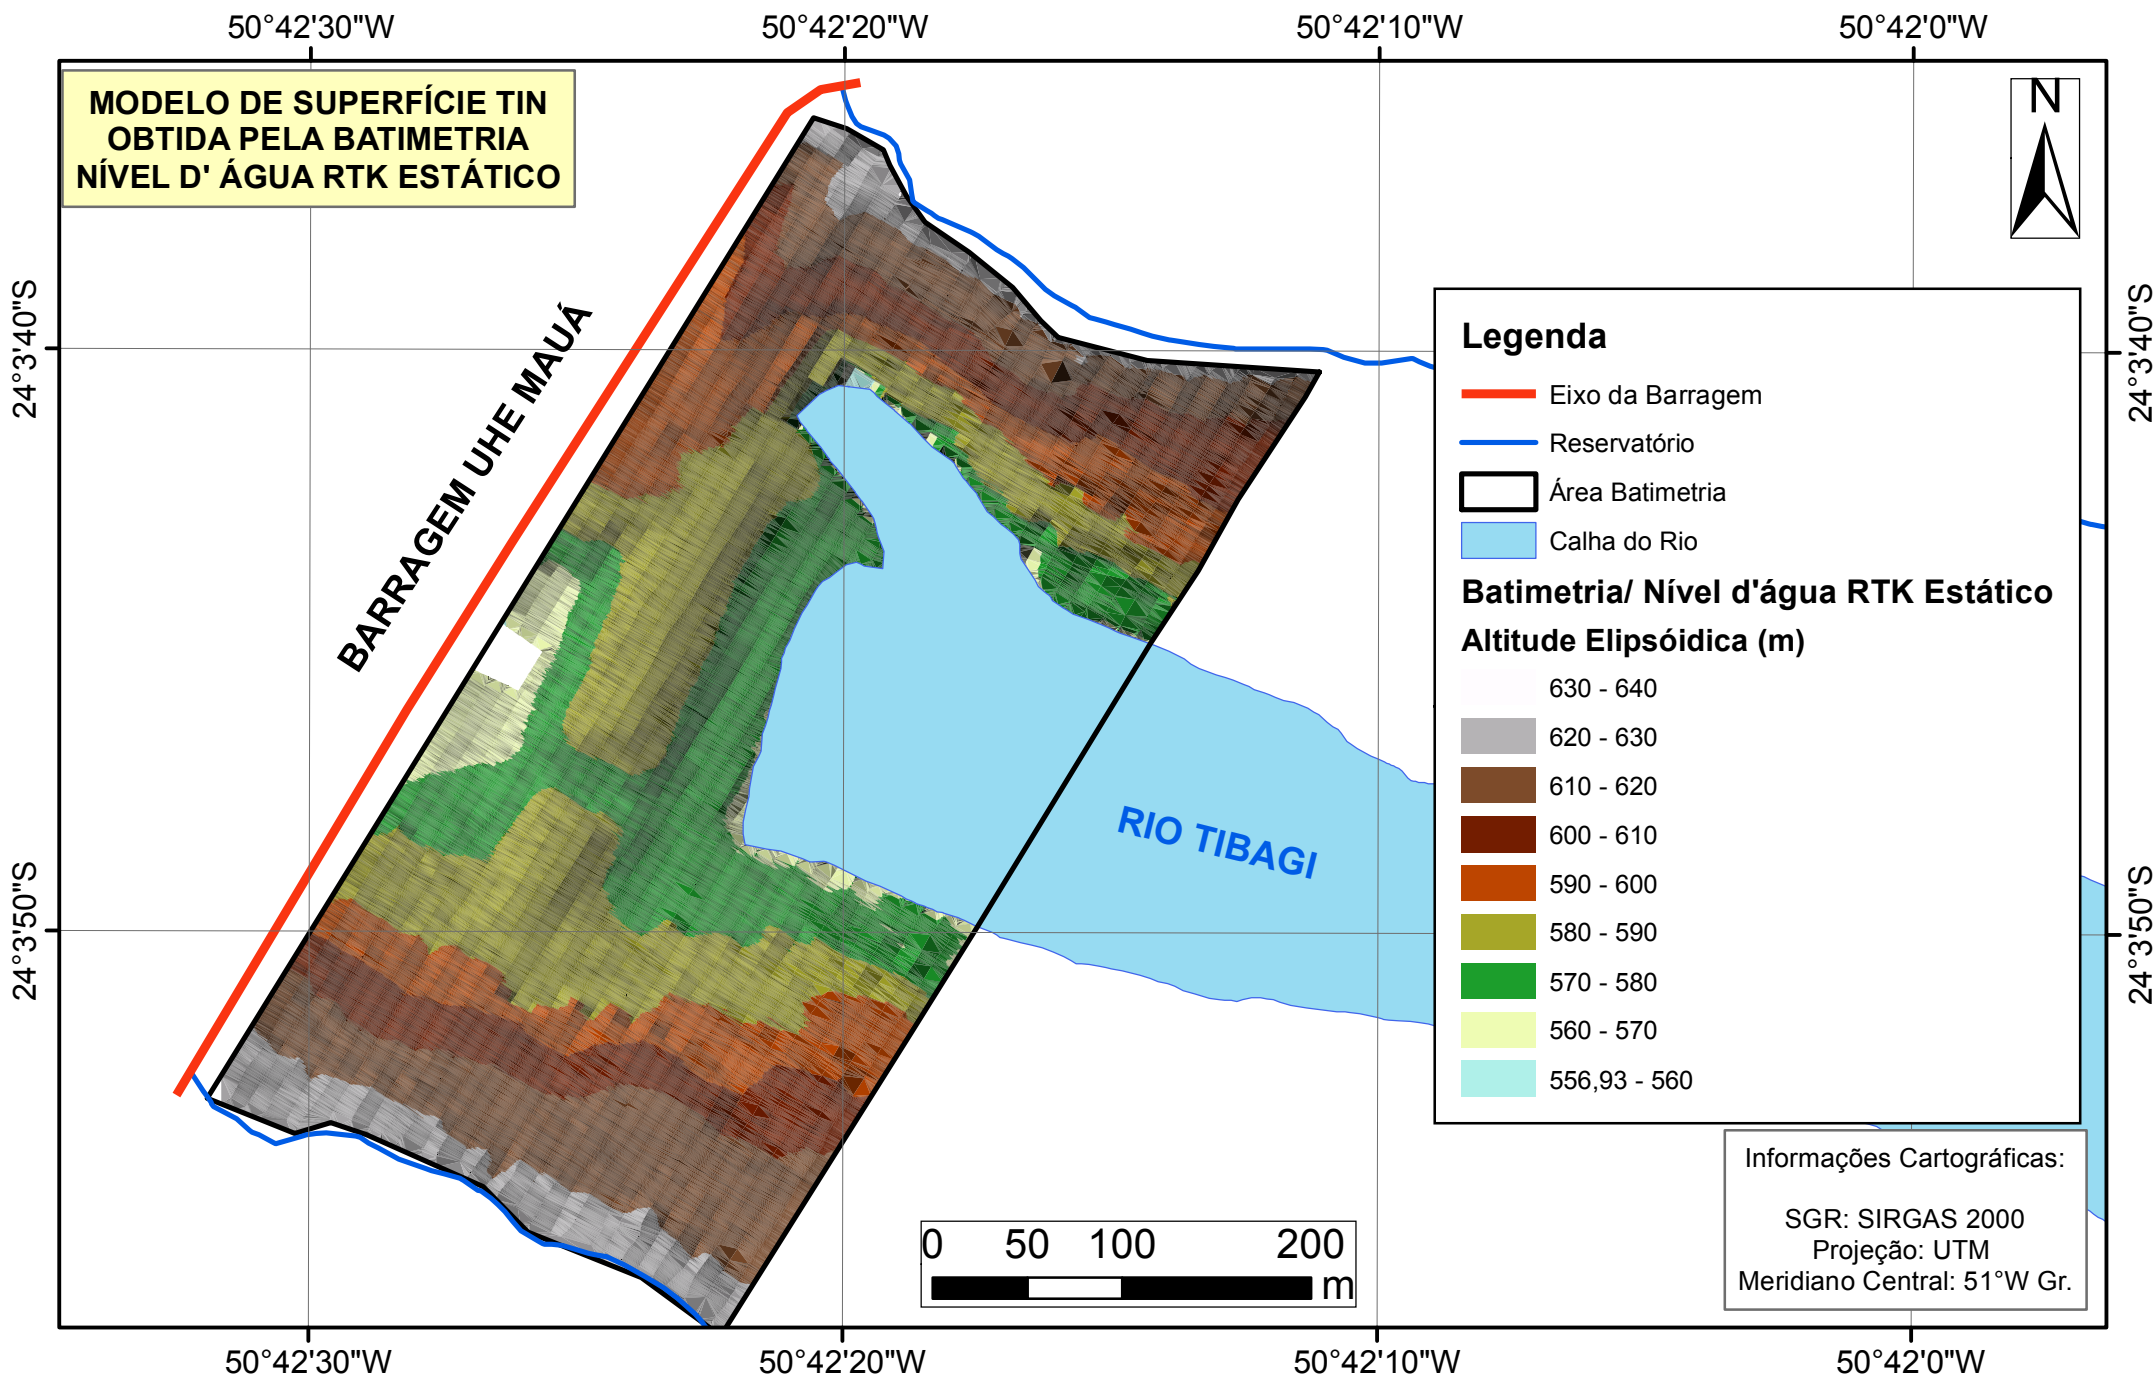 50°42'30"W
50°42'20"W
50°42'10"W
50°42'0"W
MODELO DE SUPERFÍCIE TIN
OBTIDA PELA BATIMETRIA
NÍVEL D' ÁGUA RTK ESTÁTICO
N
24°3'40"S
24°3'40"S
BARRAGEM UHE MAUÁ
Legenda
Eixo da Barragem
Reservatório
Área Batimetria
Calha do Rio
Batimetria/ Nível d'água RTK Estático
Altitude Elipsóidica (m)
630 - 640
620 - 630
610 - 620
600 - 610
590 - 600
580 - 590
570 - 580
560 - 570
556,93 - 560
RIO TIBAGI
24°3'50"S
24°3'50"S
Informações Cartográficas:
SGR: SIRGAS 2000
Projeção: UTM
Meridiano Central: 51°W Gr.
0 50 100 200
m
50°42'30"W
50°42'20"W
50°42'10"W
50°42'0"W